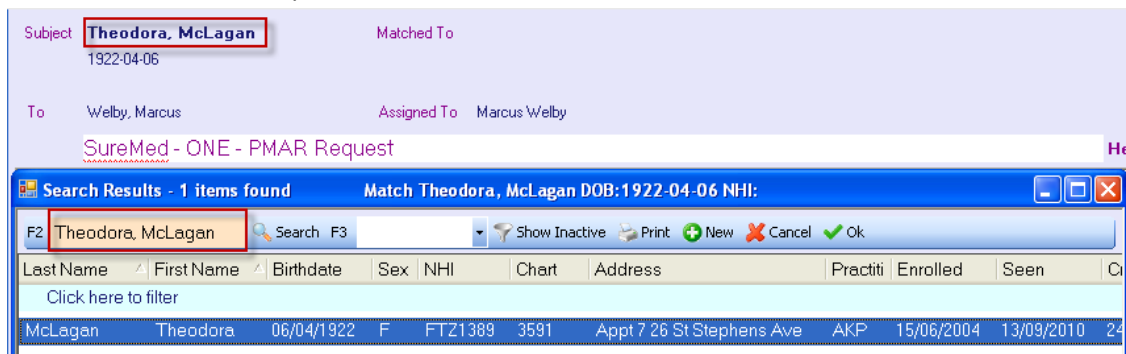 Subject Theodora, McLagan Matched To
1922-04-06
To Welby, Marcus Assigned To Marcus Welby
SureMed - ONE - PMAR Request He
Search Results - 1 items found Match Theodora, McLagan DOB:1922-04-06 NHI:
F2 Theodora, McLagan Search F3 Show Inactive Print New Cancel Ok
Last Name First Name Birthdate Sex NHI Chart Address Practiti Enrolled Seen
Click here to filter
McLagan Theodora 06/04/1922 F FTZ1389 3591 Appt 7 26 St Stephens Ave AKP 15/06/2004 13/09/2010 24